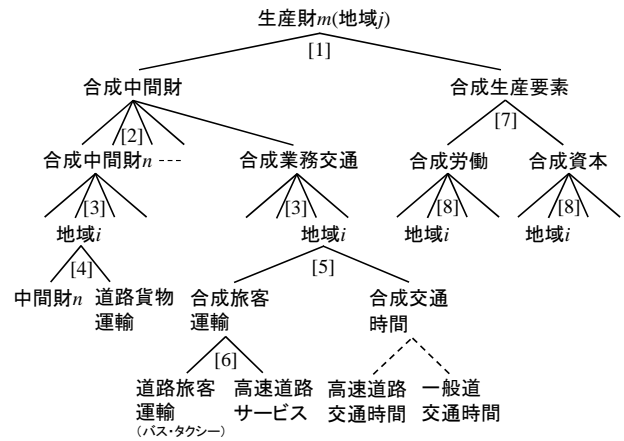 生産財m(地域j)
[1]
合成中間財 合成生産要素
[2] [7]
合成中間財n --- 合成業務交通 合成労働 合成資本
[3] [3] [8] [8]
地域i 地域i 地域i 地域i
[4] [5]
中間財n 道路貨物 合成旅客 合成交通
運輸 運輸 時間
[6]
道路旅客 高速道路 高速道路 一般道
運輸 サービス 交通時間 交通時間
(バス・タクシー)